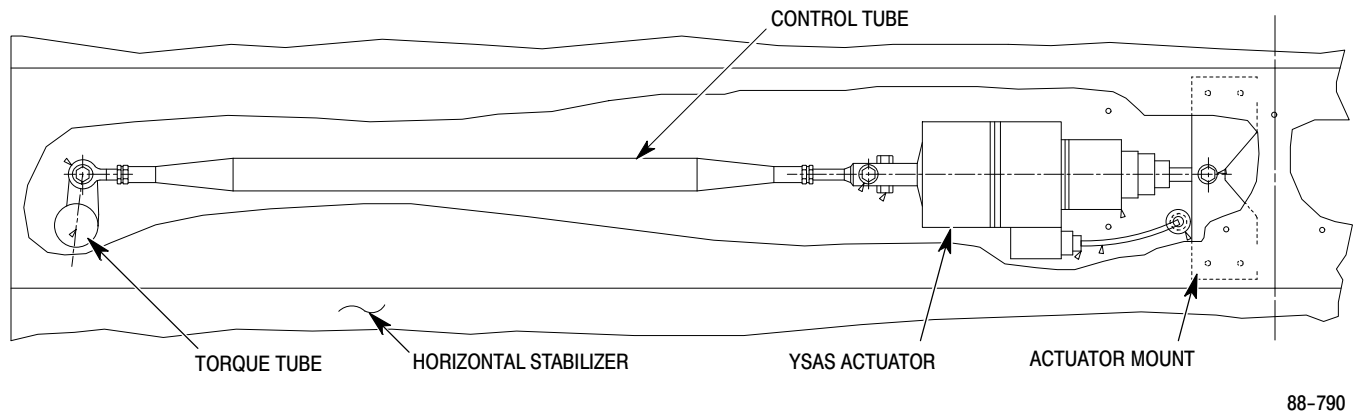 CONTROL TUBE
TORQUE TUBE
HORIZONTAL STABILIZER
YSAS ACTUATOR
ACTUATOR MOUNT
88-790